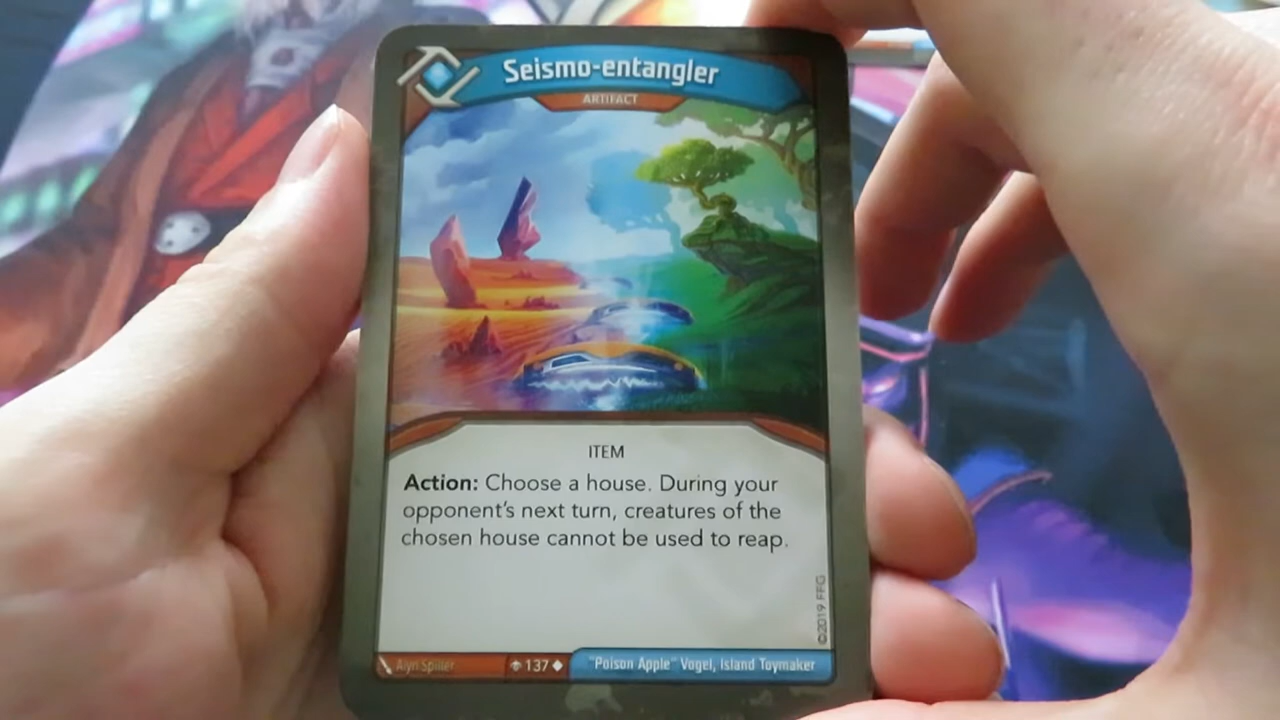 Seismo-entangler
ARTIFACT
ITEM
Action: Choose a house. During your
opponent's next turn, creatures of the
chosen house cannot be used to reap.
©2019 FFG
Alyn Spiller
137
"Poison Apple" Vogel, Island Toymaker